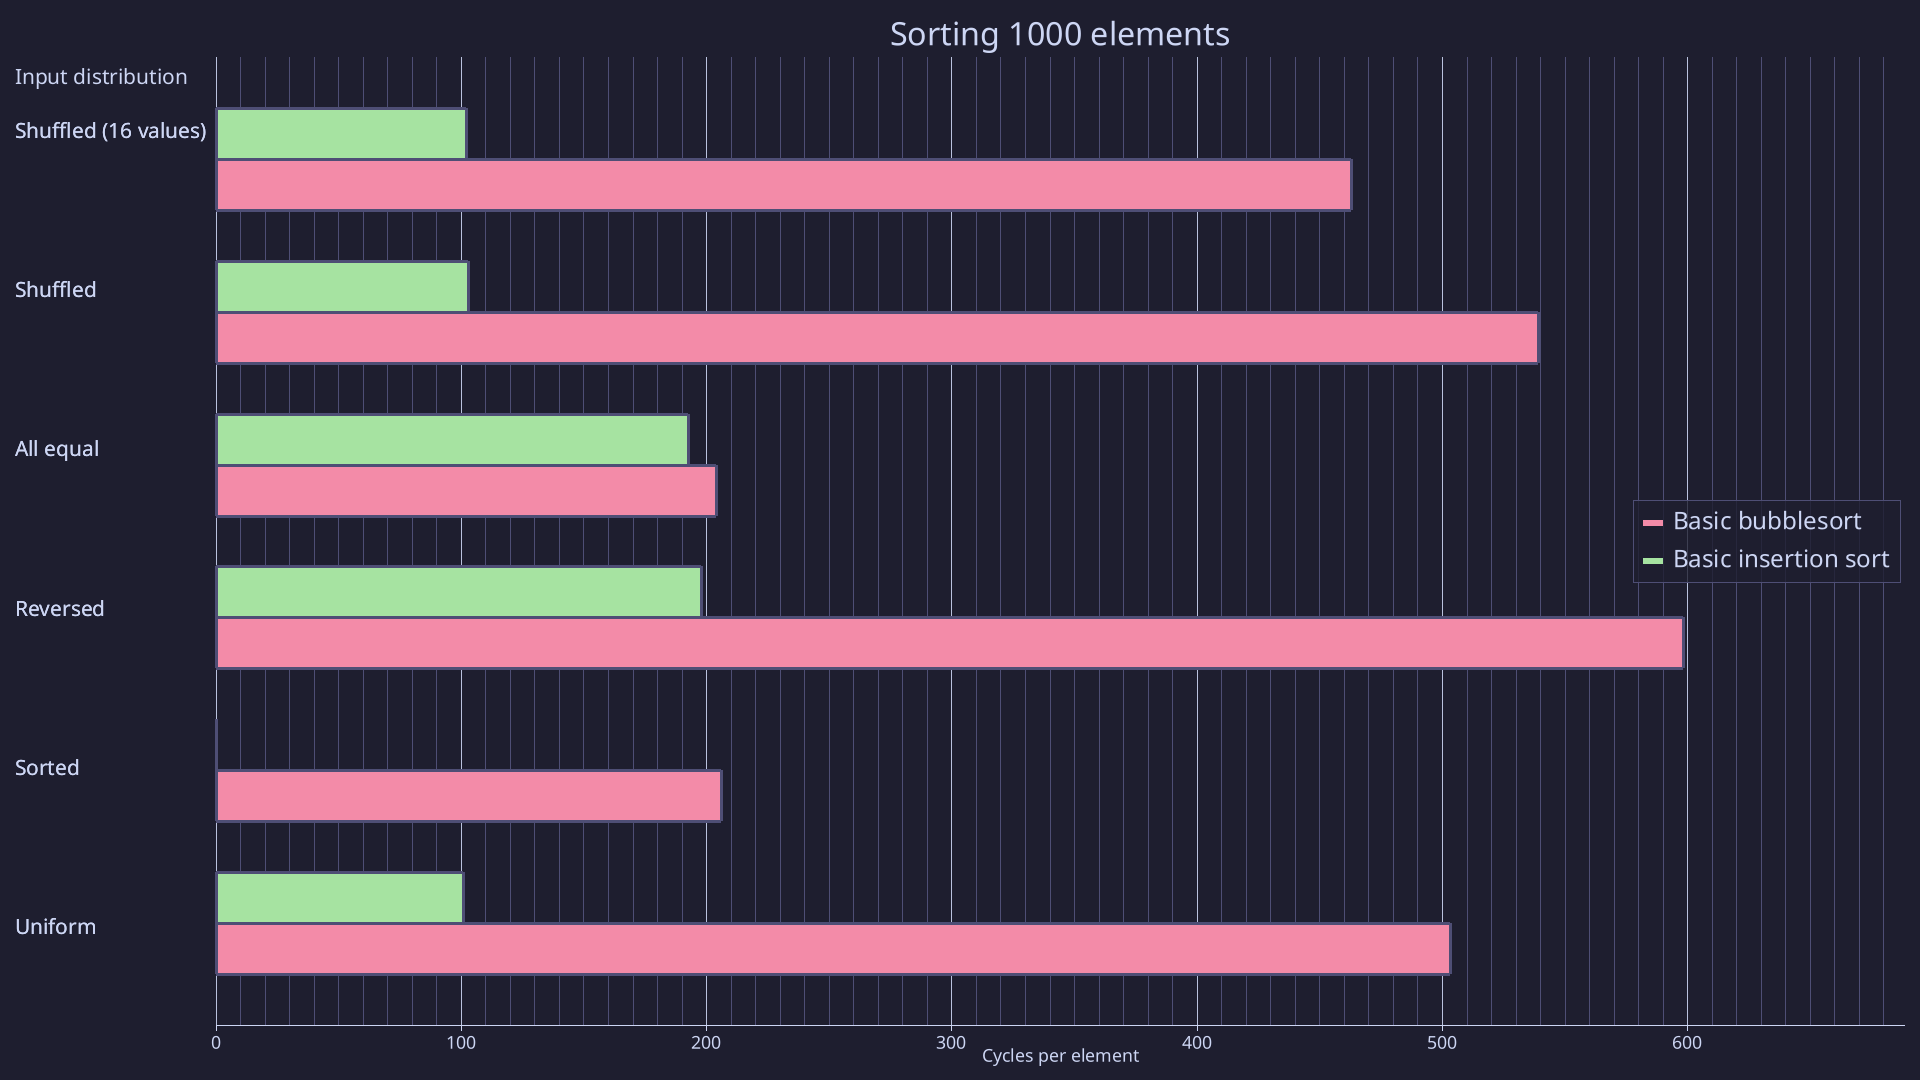 Sorting 1000 elements
Input distribution
Shuffled (16 values)
Shuffled
All equal
Reversed
Sorted
Uniform
Basic bubblesort
Basic insertion sort
0 100 200 300 400 500 600
Cycles per element